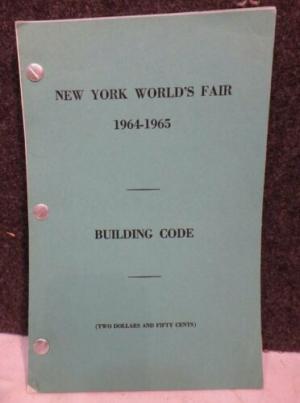 NEW YORK WORLD'S FAIR
1964-1965
BUILDING CODE
(TWO DOLLARS AND FIFTY CENTS)